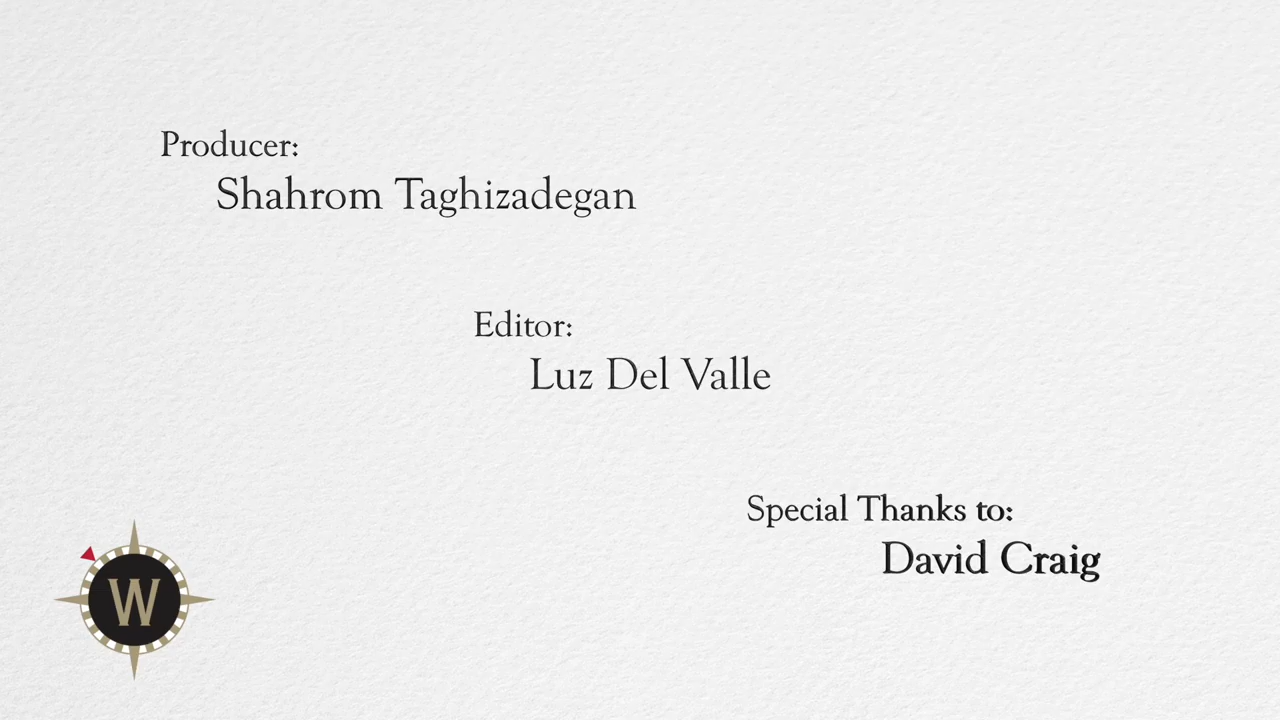 Producer:
Shahrom Taghizadegan
Editor:
Luz Del Valle
Special Thanks to:
David Craig
W